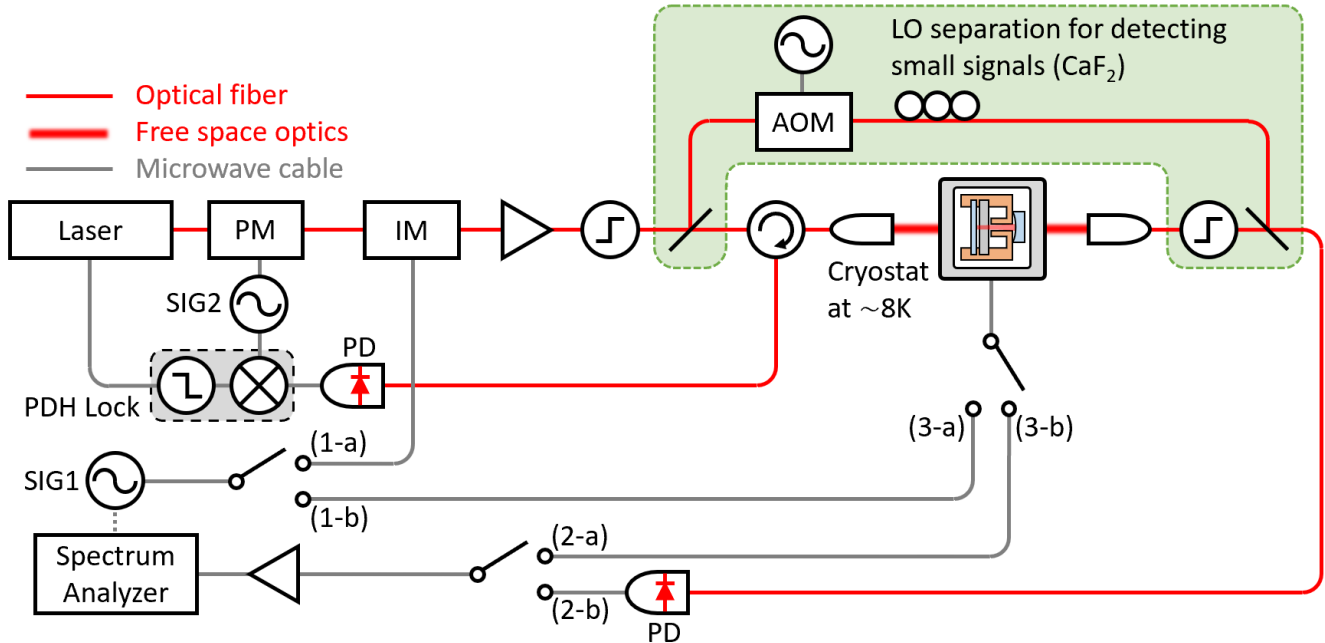 LO separation for detecting
small signals (CaF₂)
Optical fiber
Free space optics
Microwave cable
AOM
Laser
PM
IM
SIG2
Cryostat
at ~8K
PD
PDH Lock
(1-a)
(3-a)
(3-b)
SIG1
(1-b)
(2-a)
Spectrum
Analyzer
(2-b)
PD